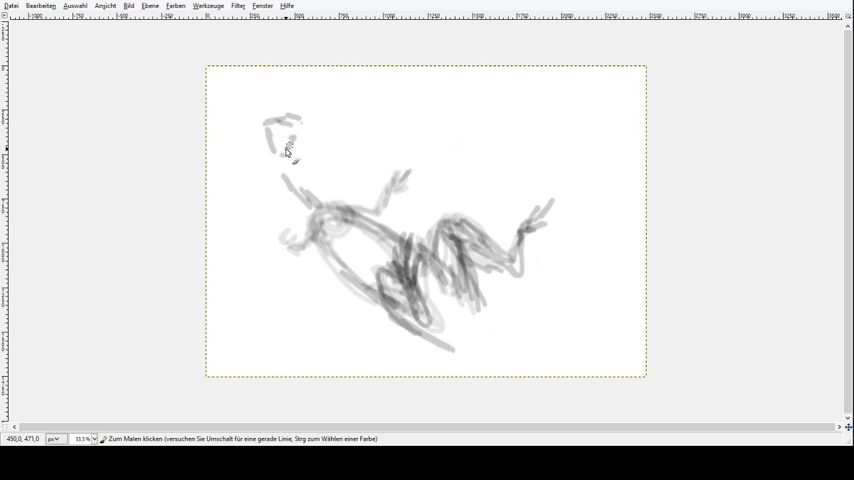 Datei Bearbeiten Auswahl Ansicht Bild Ebene Farben Werkzeuge Filter Fenster Hilfe
450,0, 471,0 px 33,3 % Zum Malen klicken (versuchen Sie Umschalt für eine gerade Linie, Strg zum Wählen einer Farbe)